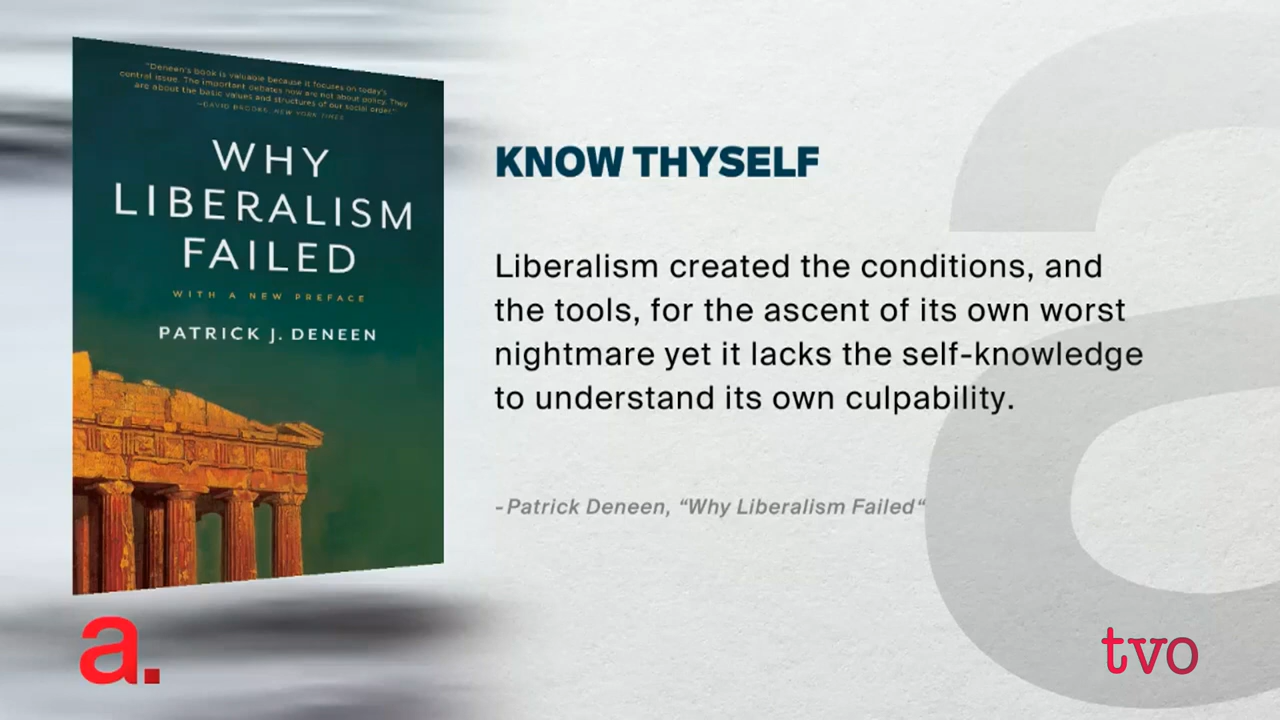 "Deneen's book is valuable because it focuses on today's
central issue. The important debates now are not about policy. They
are about the basic values and structures of our social order."
—DAVID BROOKS, NEW YORK TIMES
WHY
LIBERALISM
FAILED
WITH A NEW PREFACE
PATRICK J. DENEEN
KNOW THYSELF
Liberalism created the conditions, and
the tools, for the ascent of its own worst
nightmare yet it lacks the self-knowledge
to understand its own culpability.
- Patrick Deneen, “Why Liberalism Failed“
a.
tvo